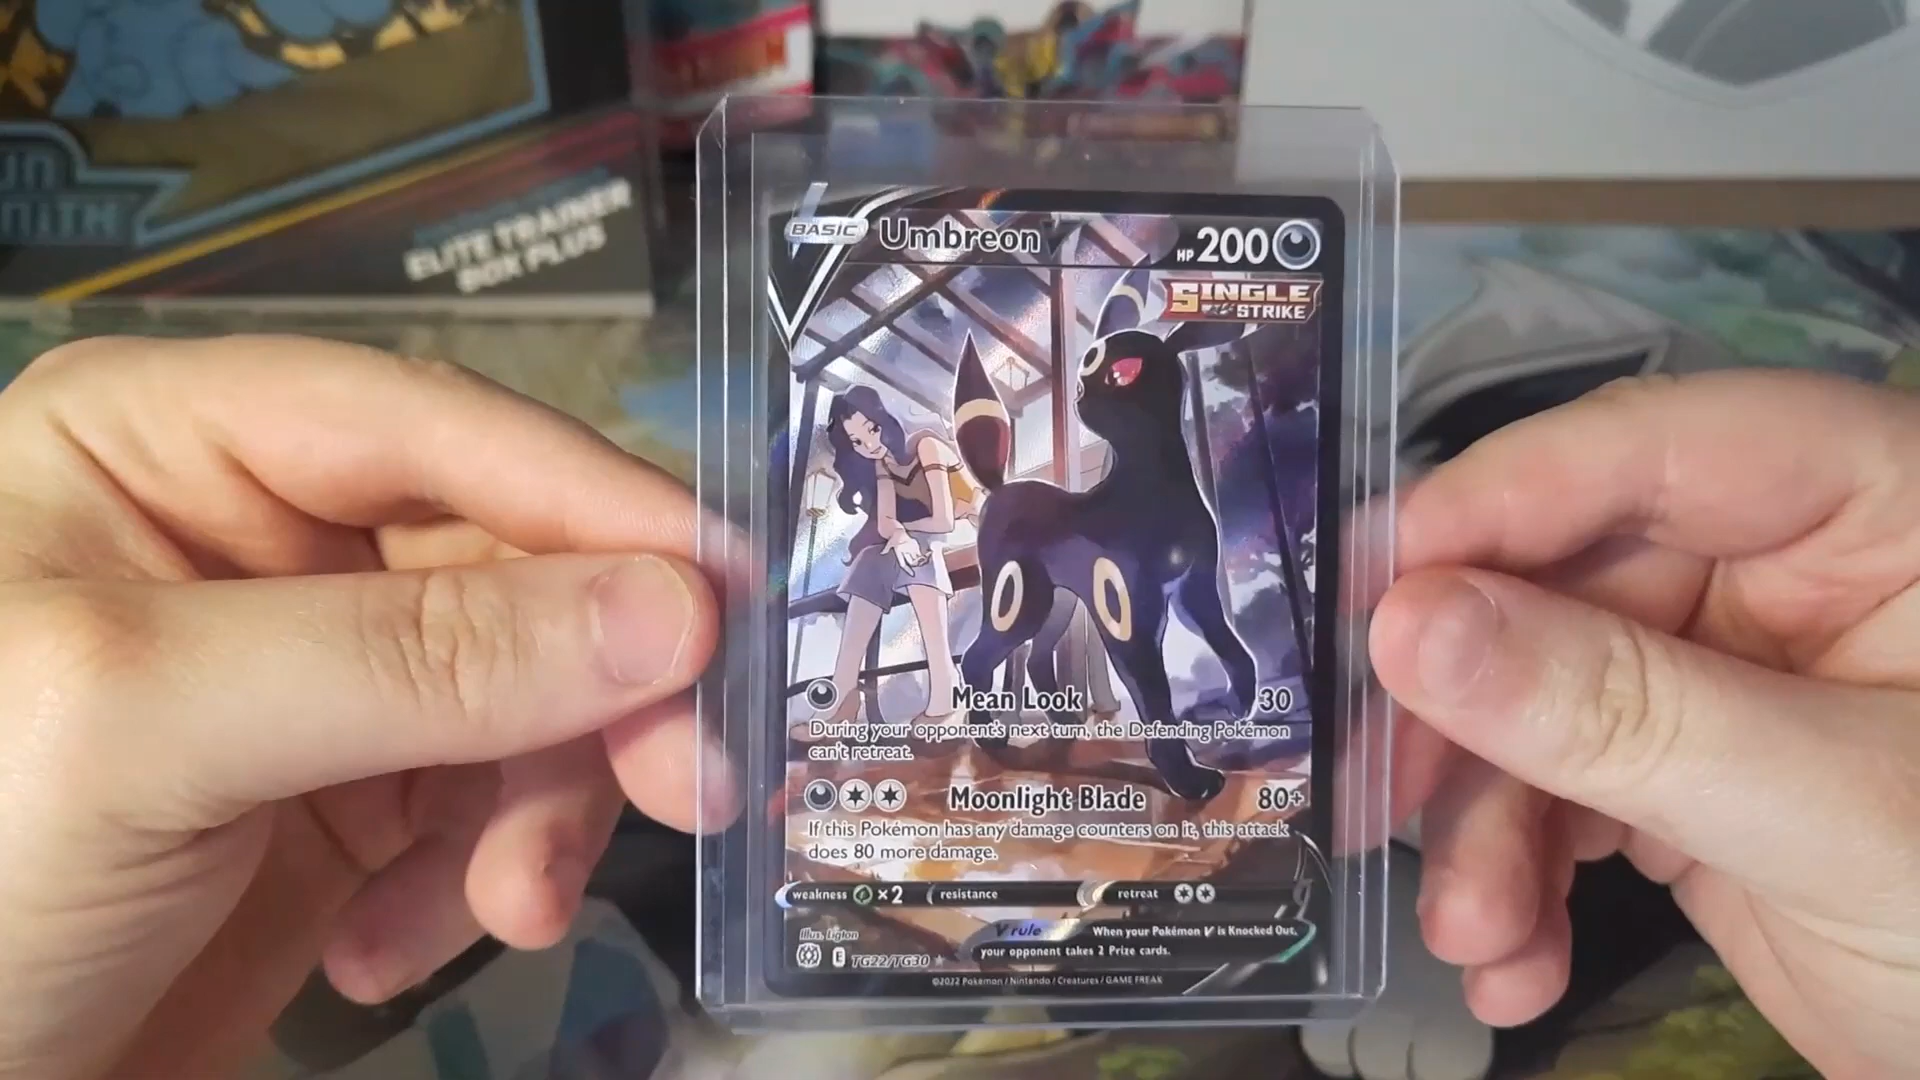 ELITE TRAINER
BOX PLUS
BASIC Umbreon V HP 200
SINGLE
STRIKE
Mean Look 30
During your opponent's next turn, the Defending Pokémon
can't retreat.
Moonlight Blade 80+
If this Pokémon has any damage counters on it, this attack
does 80 more damage.
weakness ×2 resistance retreat
Illus. Ligton
V rule When your Pokémon V is Knocked Out,
your opponent takes 2 Prize cards.
E TG22/TG30
©2022 Pokémon / Nintendo / Creatures / GAME FREAK